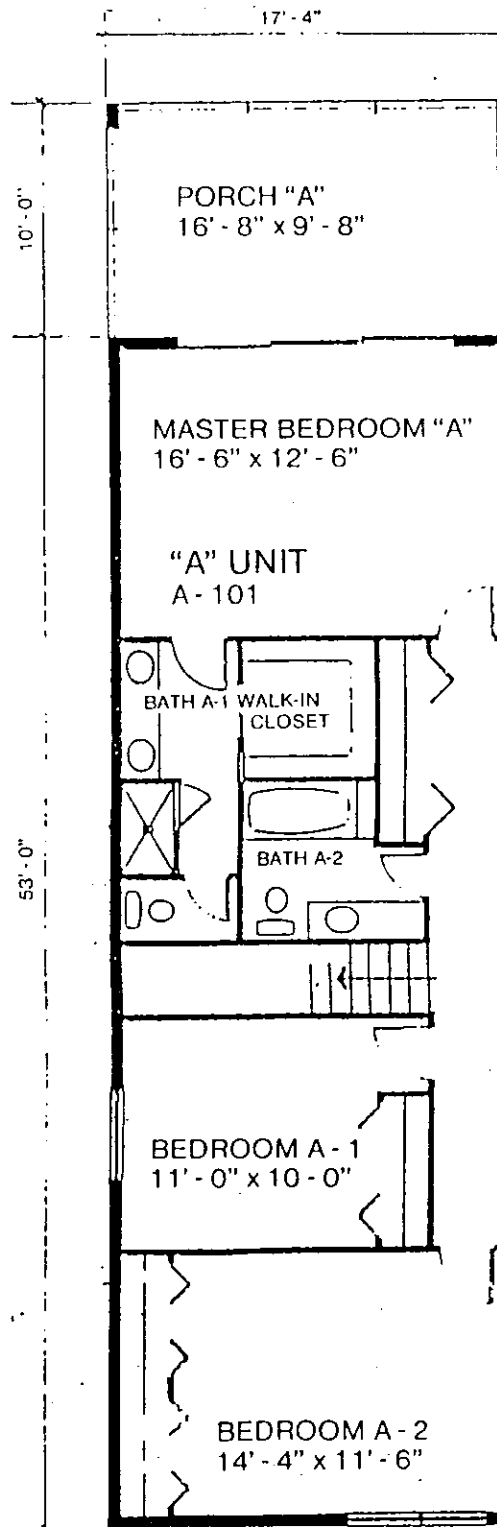 17' - 4"
10' - 0"
PORCH "A"
16' - 8" x 9' - 8"
MASTER BEDROOM "A"
16' - 6" x 12' - 6"
"A" UNIT
A - 101
BATH A-1 WALK-IN
CLOSET
53' - 0"
BATH A-2
BEDROOM A - 1
11' - 0" x 10 - 0"
BEDROOM A - 2
14' - 4" x 11' - 6"